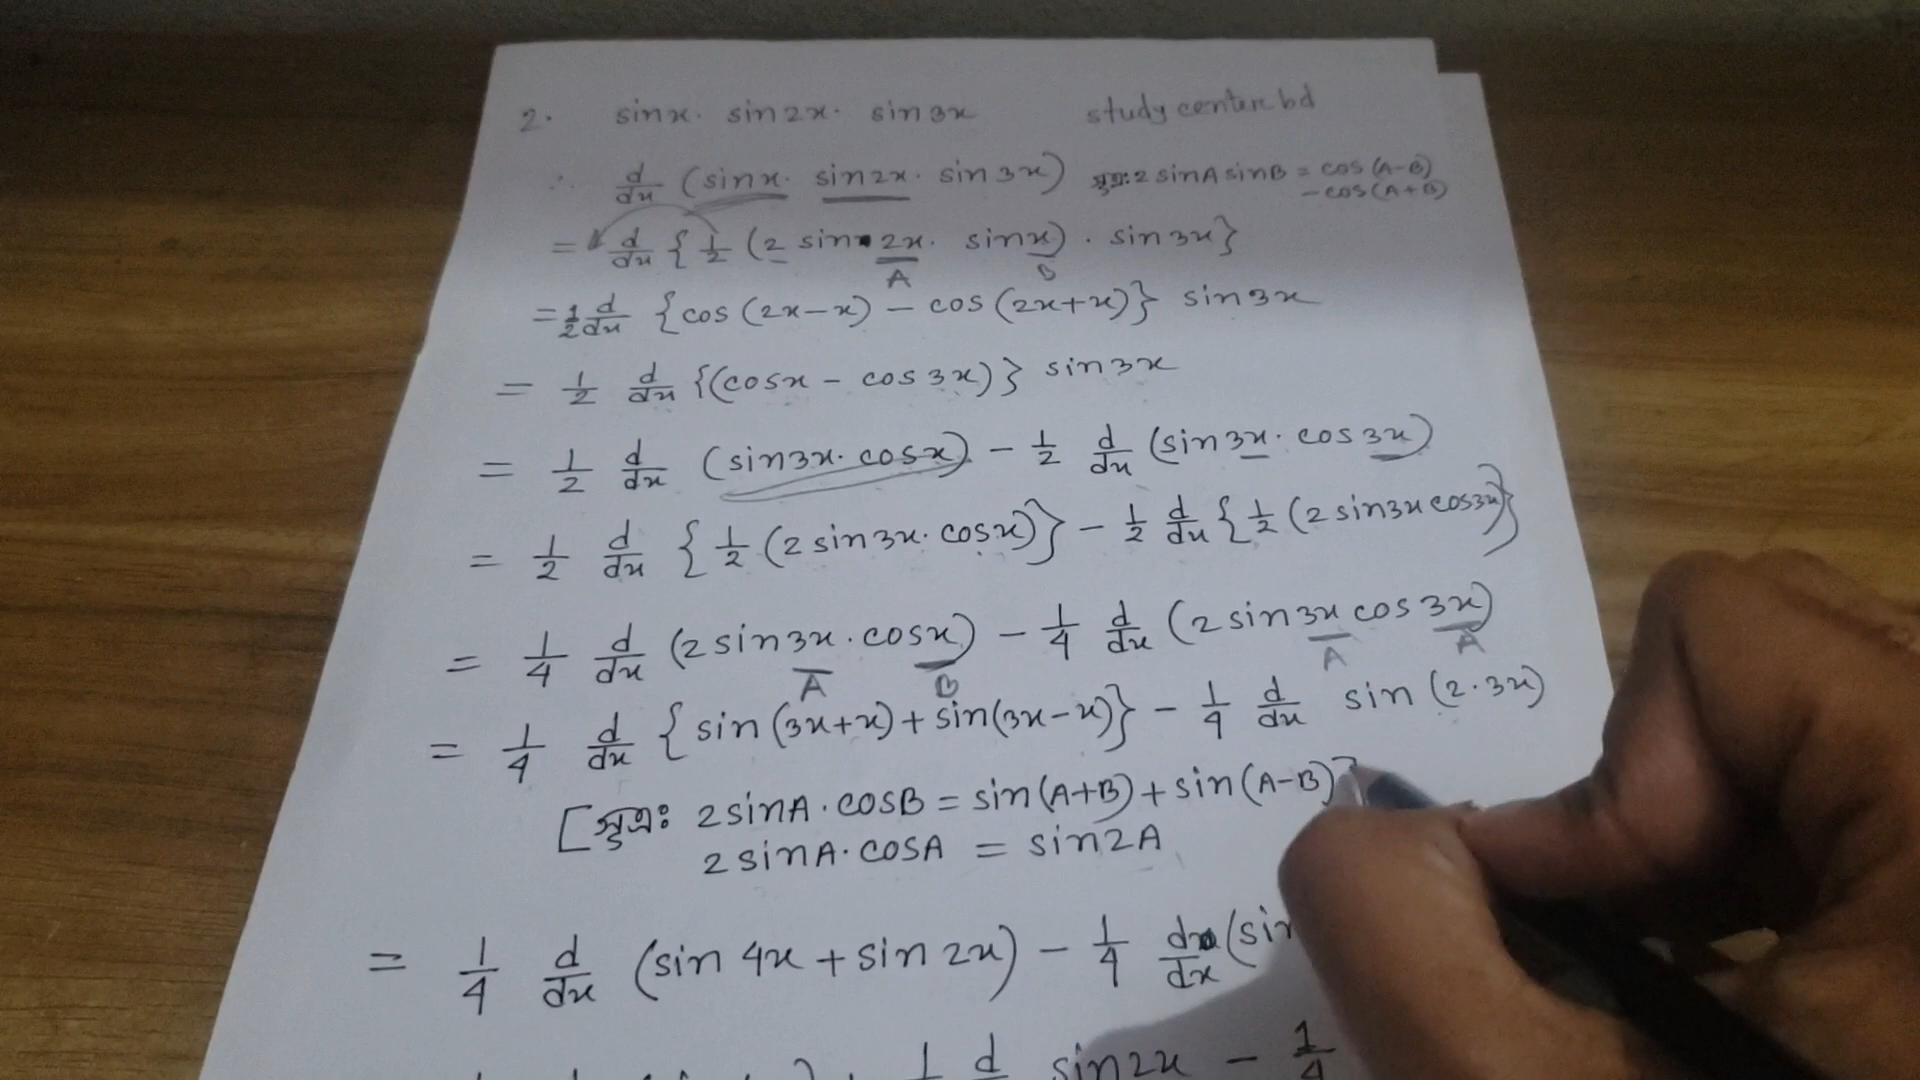 2. sinx. sin2x. sin3x study center bd
∴ d/dx (sinx. sin2x. sin3x) সূত্র: 2 sinA sinB = cos(A-B) - cos(A+B)
= d/dx { 1/2 (2 sin 2x. sinx) . sin3x}
A B
= 1/2 d/dx {cos (2x-x) - cos (2x+x)} sin3x
= 1/2 d/dx {(cosx - cos3x)} sin3x
= 1/2 d/dx (sin3x. cosx) - 1/2 d/dx (sin3x. cos3x)
= 1/2 d/dx { 1/2 (2 sin3x. cosx)} - 1/2 d/dx { 1/2 (2 sin3x cos3x)}
= 1/4 d/dx (2 sin3x. cosx) - 1/4 d/dx (2 sin3x cos3x)
A B A A
= 1/4 d/dx { sin (3x+x) + sin(3x-x)} - 1/4 d/dx sin (2.3x)
[সূত্রঃ 2 sinA. cosB = sin(A+B) + sin(A-B)]
2 sinA. cosA = sin2A
= 1/4 d/dx (sin 4x + sin 2x) - 1/4 d/dx (sin
1 d sin2x - 1/4